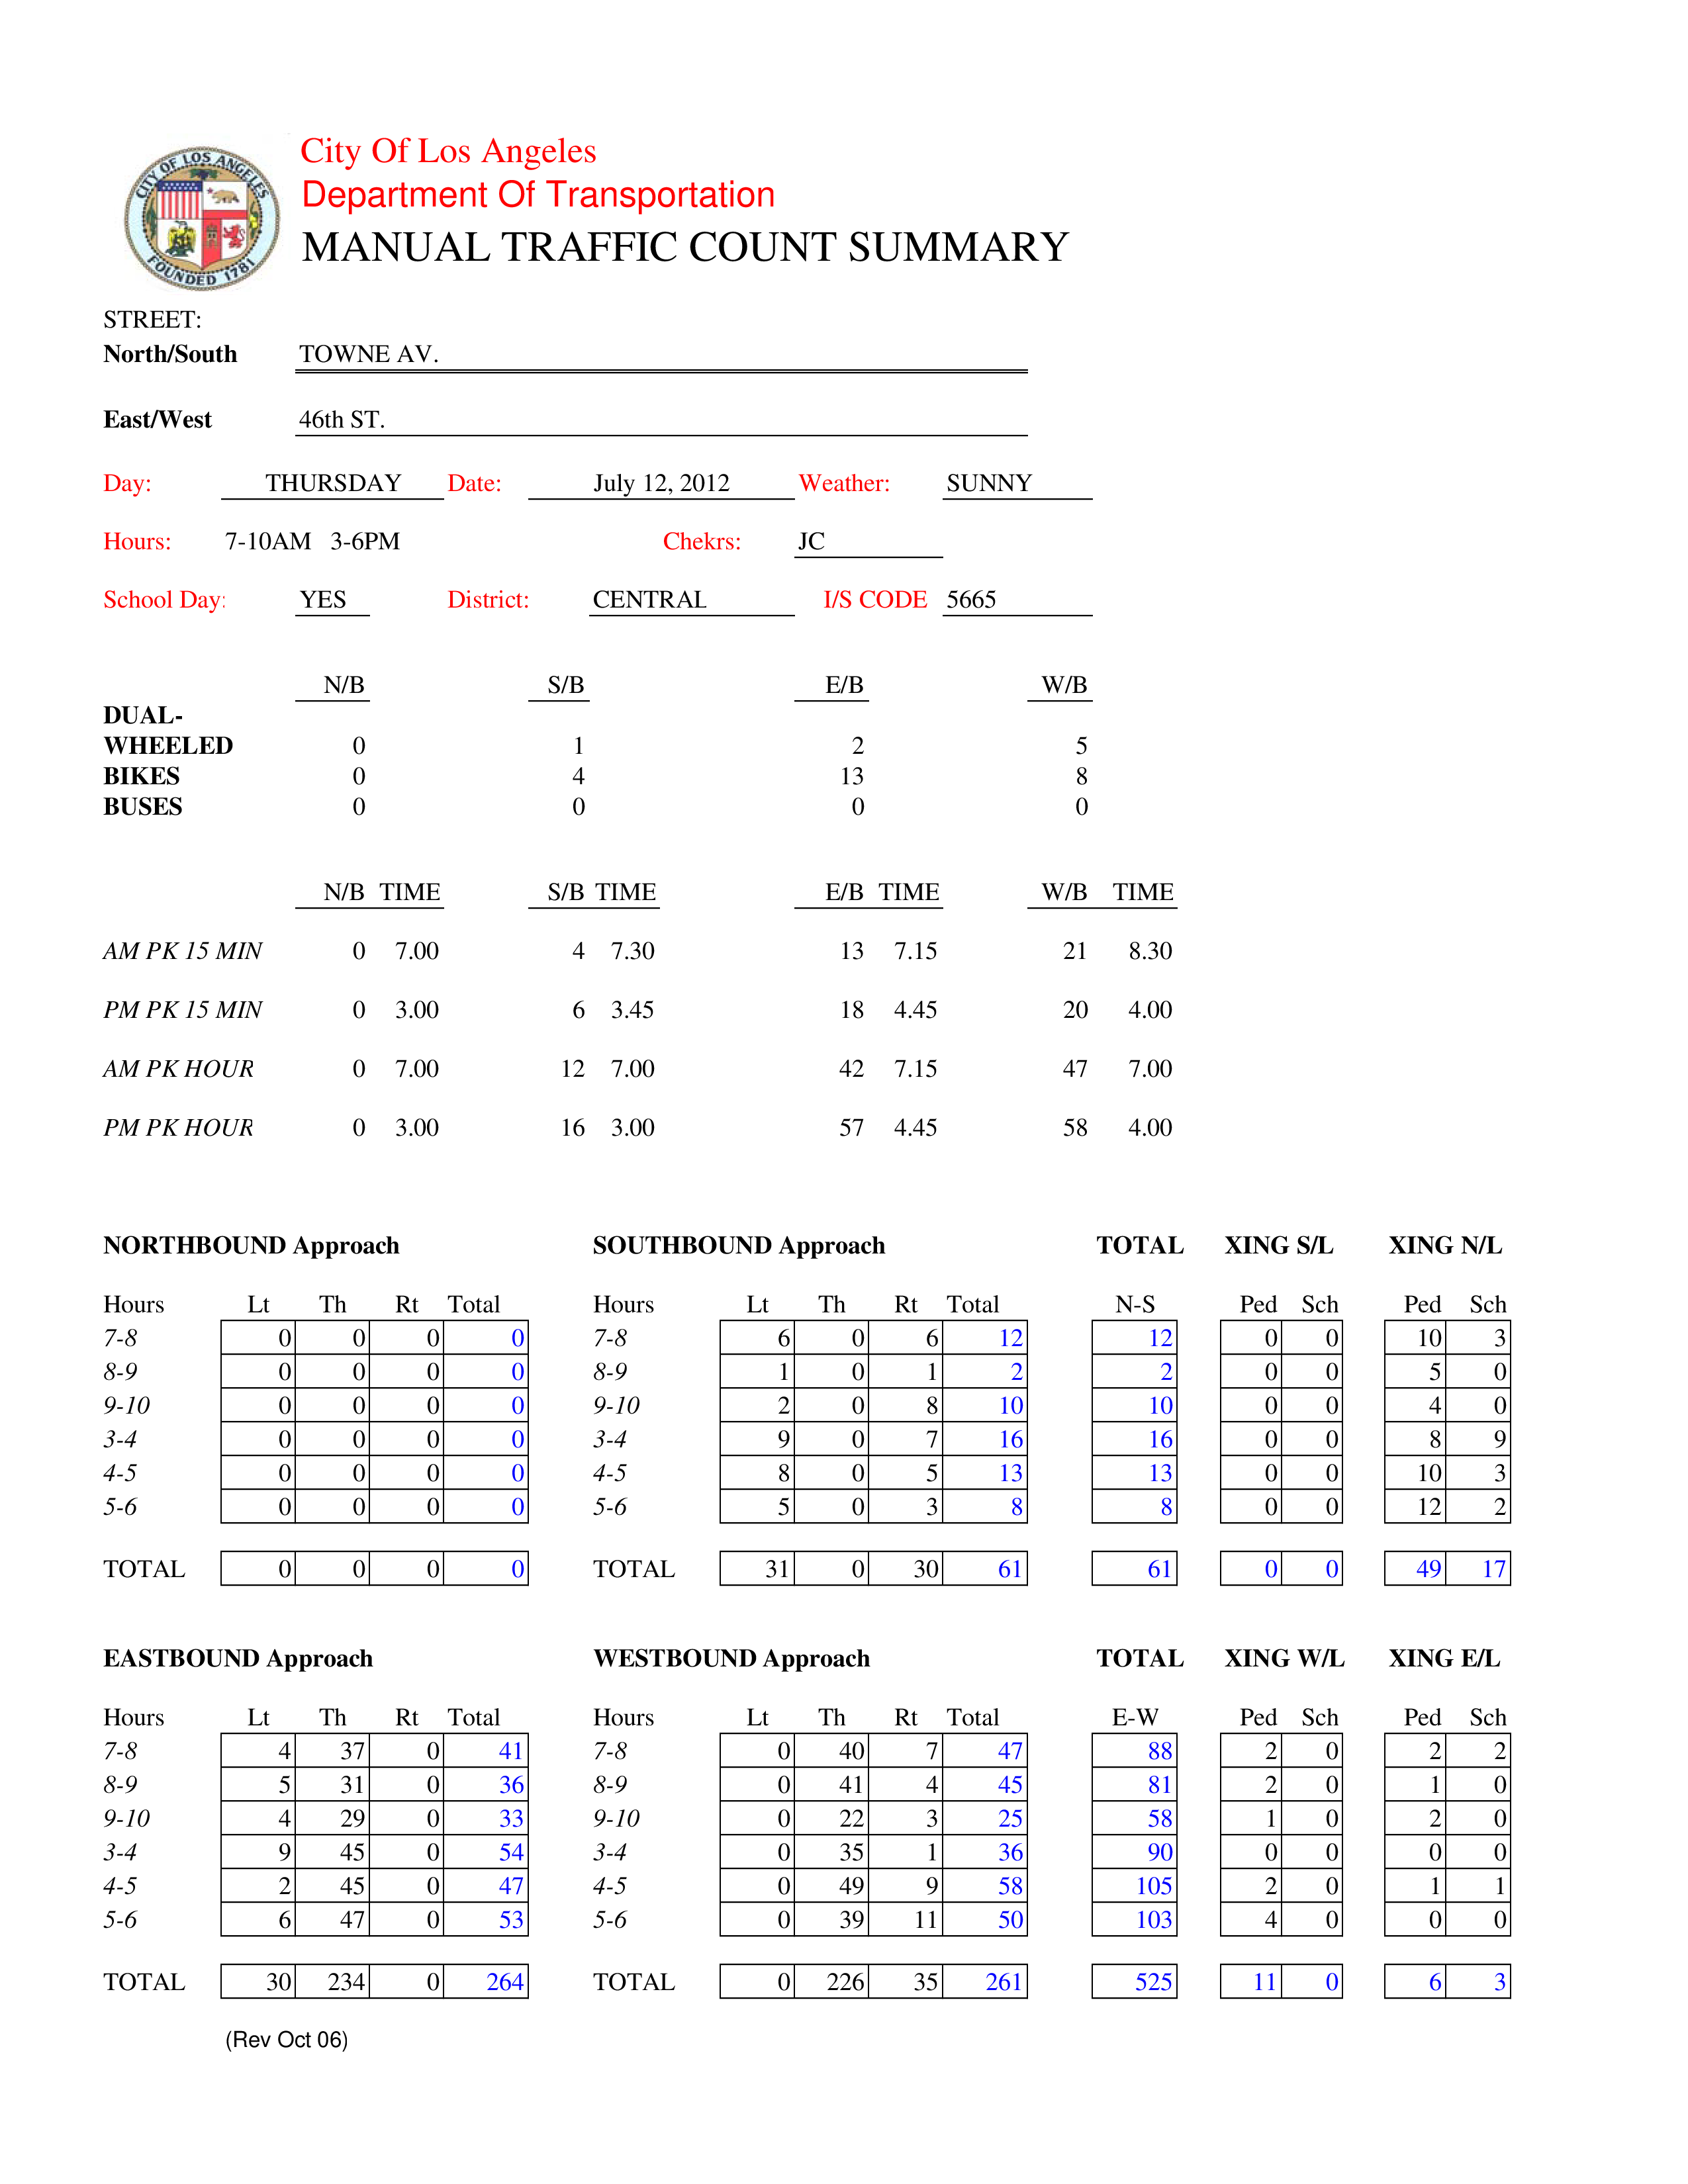 CITY OF LOS ANGELES
FOUNDED 1781
City Of Los Angeles
Department Of Transportation
MANUAL TRAFFIC COUNT SUMMARY
STREET:
North/South TOWNE AV.
East/West 46th ST.
Day: THURSDAY Date: July 12, 2012 Weather: SUNNY
Hours: 7-10AM 3-6PM Chekrs: JC
School Day: YES District: CENTRAL I/S CODE 5665
N/B S/B E/B W/B
DUAL-
WHEELED 0 1 2 5
BIKES 0 4 13 8
BUSES 0 0 0 0
N/B TIME S/B TIME E/B TIME W/B TIME
AM PK 15 MIN 0 7.00 4 7.30 13 7.15 21 8.30
PM PK 15 MIN 0 3.00 6 3.45 18 4.45 20 4.00
AM PK HOUR 0 7.00 12 7.00 42 7.15 47 7.00
PM PK HOUR 0 3.00 16 3.00 57 4.45 58 4.00
NORTHBOUND Approach SOUTHBOUND Approach TOTAL XING S/L XING N/L
Hours Lt Th Rt Total Hours Lt Th Rt Total N-S Ped Sch Ped Sch
7-8 0 0 0 0 7-8 6 0 6 12 12 0 0 10 3
8-9 0 0 0 0 8-9 1 0 1 2 2 0 0 5 0
9-10 0 0 0 0 9-10 2 0 8 10 10 0 0 4 0
3-4 0 0 0 0 3-4 9 0 7 16 16 0 0 8 9
4-5 0 0 0 0 4-5 8 0 5 13 13 0 0 10 3
5-6 0 0 0 0 5-6 5 0 3 8 8 0 0 12 2
TOTAL 0 0 0 0 TOTAL 31 0 30 61 61 0 0 49 17
EASTBOUND Approach WESTBOUND Approach TOTAL XING W/L XING E/L
Hours Lt Th Rt Total Hours Lt Th Rt Total E-W Ped Sch Ped Sch
7-8 4 37 0 41 7-8 0 40 7 47 88 2 0 2 2
8-9 5 31 0 36 8-9 0 41 4 45 81 2 0 1 0
9-10 4 29 0 33 9-10 0 22 3 25 58 1 0 2 0
3-4 9 45 0 54 3-4 0 35 1 36 90 0 0 0 0
4-5 2 45 0 47 4-5 0 49 9 58 105 2 0 1 1
5-6 6 47 0 53 5-6 0 39 11 50 103 4 0 0 0
TOTAL 30 234 0 264 TOTAL 0 226 35 261 525 11 0 6 3
(Rev Oct 06)